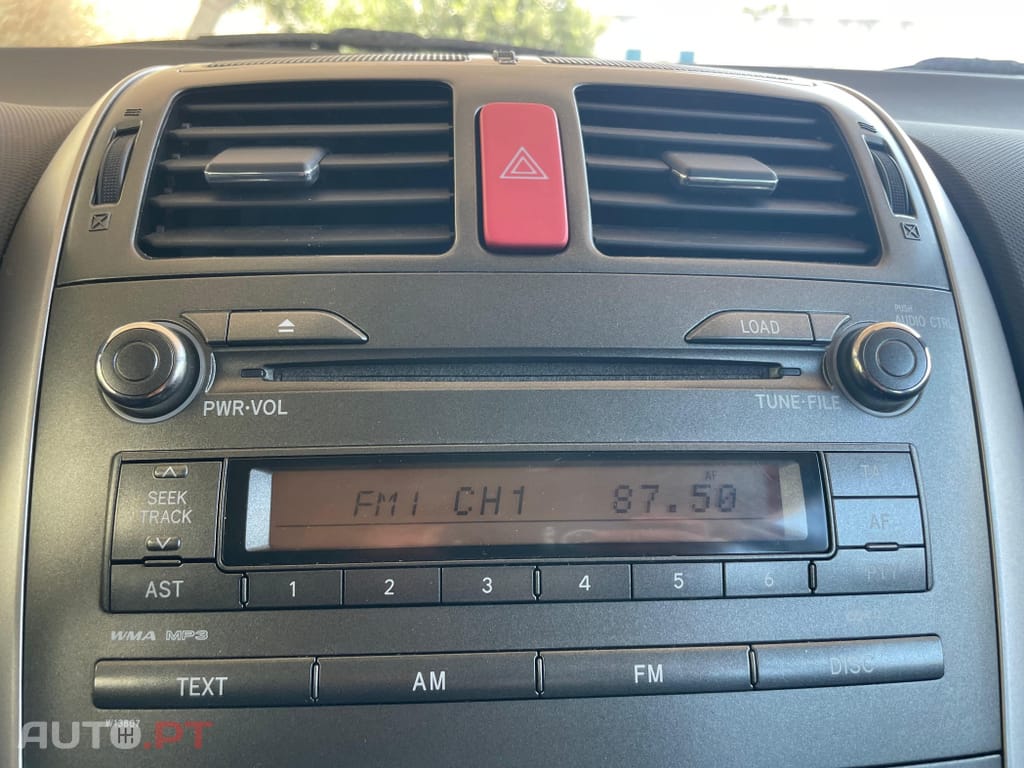 LOAD
PUSH
AUDIO CTRL
PWR·VOL
TUNE·FILE
SEEK
TRACK
AF
FM1 CH1 87.50
TA
AF
AST 1 2 3 4 5 6 PTY
WMA MP3
TEXT AM FM DISC
W13807
AUTO.PT